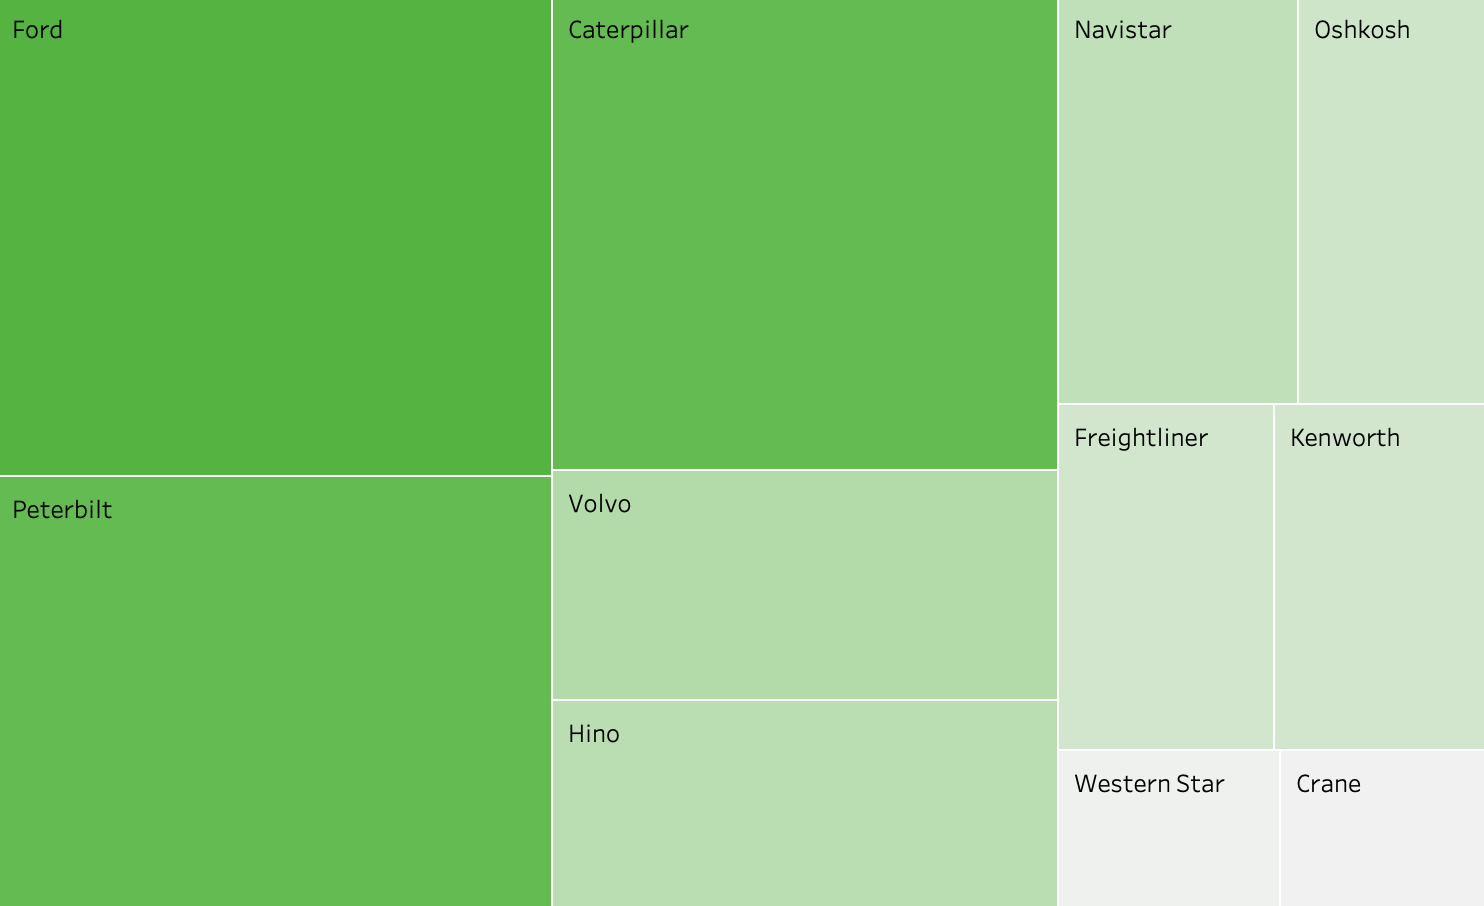 Ford
Peterbilt
Caterpillar
Volvo
Hino
Navistar
Oshkosh
Freightliner
Kenworth
Western Star
Crane